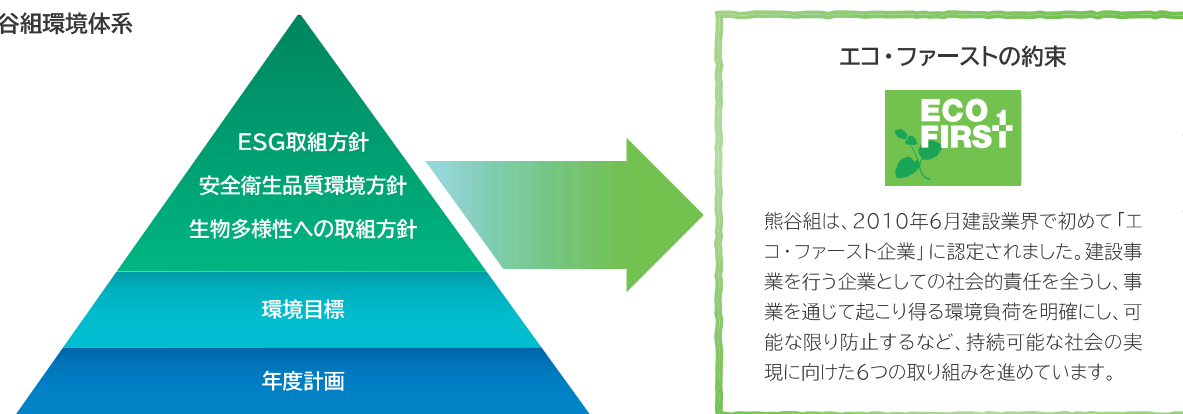 谷組環境体系
ESG取組方針
安全衛生品質環境方針
生物多様性への取組方針
環境目標
年度計画
エコ・ファーストの約束
ECO
FIRST
1
熊谷組は、2010年6月建設業界で初めて「エ
コ・ファースト企業」に認定されました。建設事
業を行う企業としての社会的責任を全うし、事
業を通じて起こり得る環境負荷を明確にし、可
能な限り防止するなど、持続可能な社会の実
現に向けた6つの取り組みを進めています。